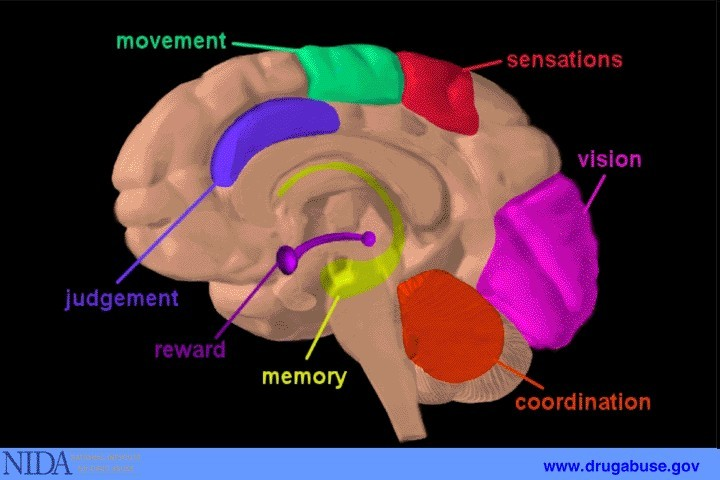 movement
sensations
vision
judgement
reward
memory
coordination
NIDA
www.drugabuse.gov